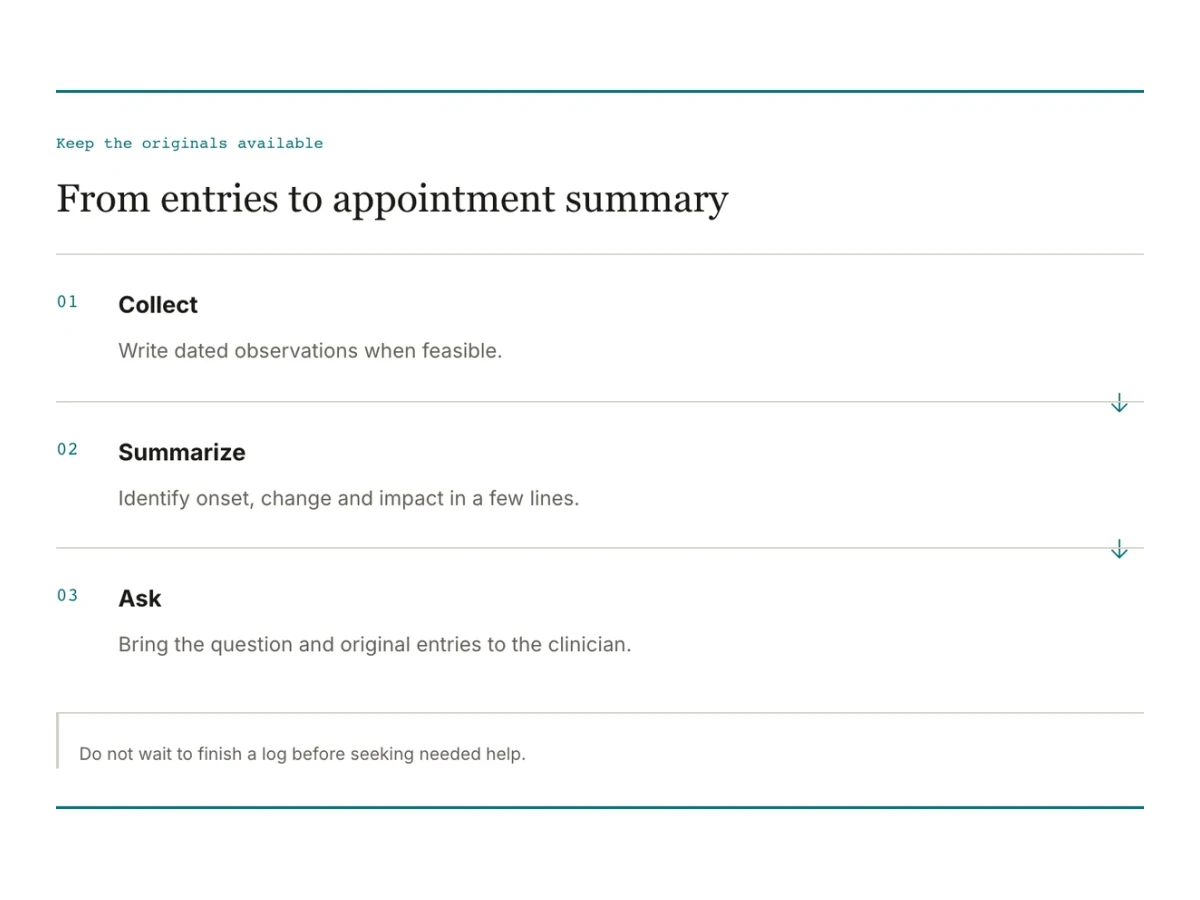 Keep the originals available
From entries to appointment summary
01
Collect
Write dated observations when feasible.
02
Summarize
Identify onset, change and impact in a few lines.
03
Ask
Bring the question and original entries to the clinician.
Do not wait to finish a log before seeking needed help.